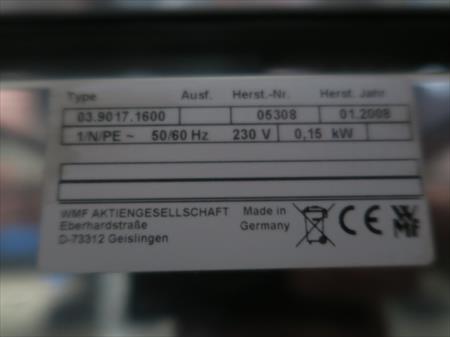 Type Ausf. Herst.-Nr. Herst. Jahr
03.9017.1600 05308 01.2008
1/N/PE ~ 50/60 Hz 230 V 0,15 kW
WMF AKTIENGESELLSCHAFT Made in
Eberhardstraße Germany
D-73312 Geislingen
CE
WMF